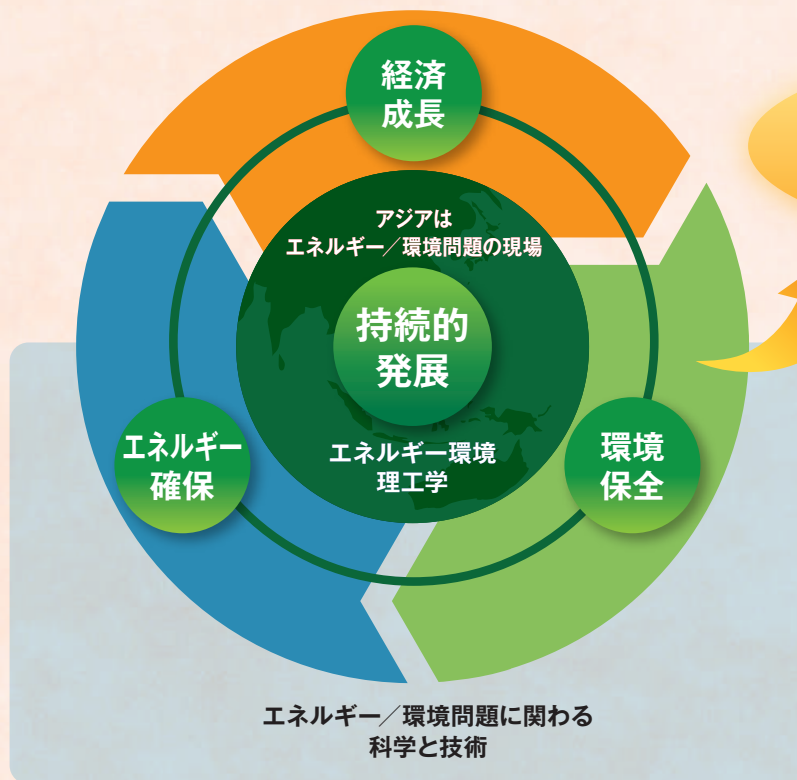 経済
成長
アジアは
エネルギー／環境問題の現場
持続的
発展
エネルギー
確保
エネルギー環境
理工学
環境
保全
エネルギー／環境問題に関わる
科学と技術